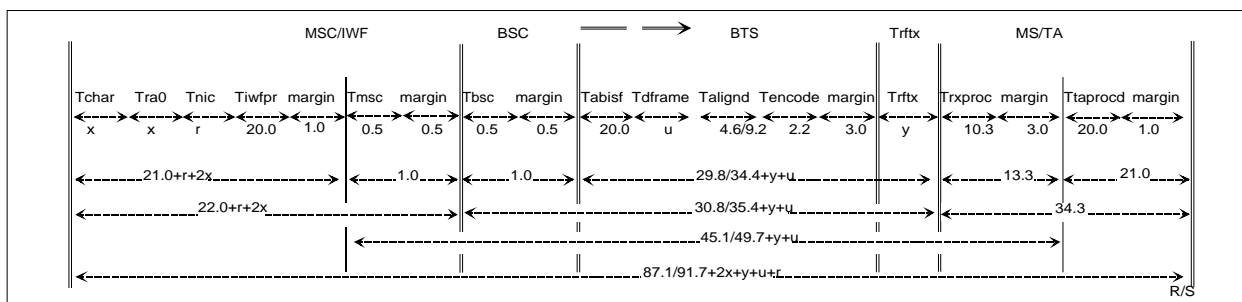 MSC/IWF BSC BTS Trftx MS/TA
Tchar Tra0 Tnic Tiwfpr margin Tmsc margin Tbsc margin Tabisf Tdframe Talignd Tencode margin Trftx Trxproc margin Ttaprocd margin
x x r 20.0 1.0 0.5 0.5 0.5 0.5 20.0 u 4.6/9.2 2.2 3.0 y 10.3 3.0 20.0 1.0
21.0+r+2x 1.0 1.0 29.8/34.4+y+u 13.3 21.0
22.0+r+2x 30.8/35.4+y+u 34.3
45.1/49.7+y+u
87.1/91.7+2x+y+u+r
R/S